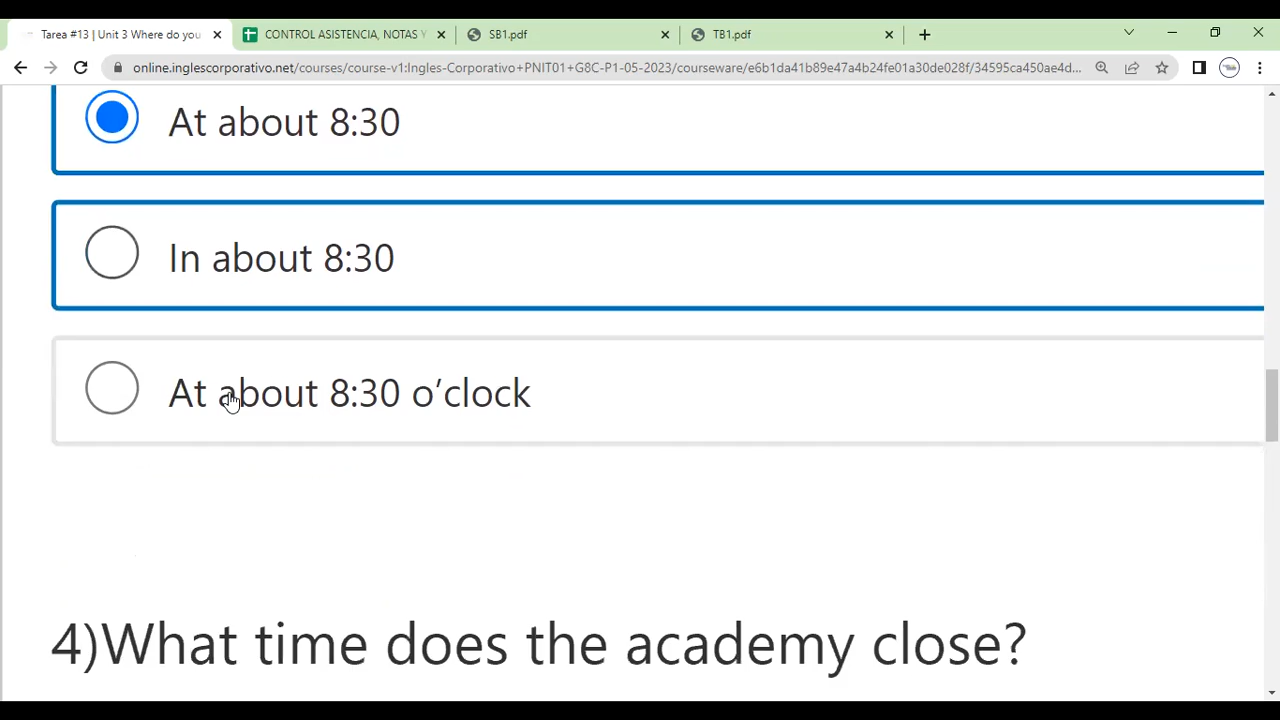 Tarea #13 | Unit 3 Where do you
CONTROL ASISTENCIA, NOTAS Y
SB1.pdf
TB1.pdf
online.inglescorporativo.net/courses/course-v1:Ingles-Corporativo+PNIT01+G8C-P1-05-2023/courseware/e6b1da41b89e47a4b24fe01a30de028f/34595ca450ae4d...
At about 8:30
In about 8:30
At about 8:30 o’clock
4)What time does the academy close?